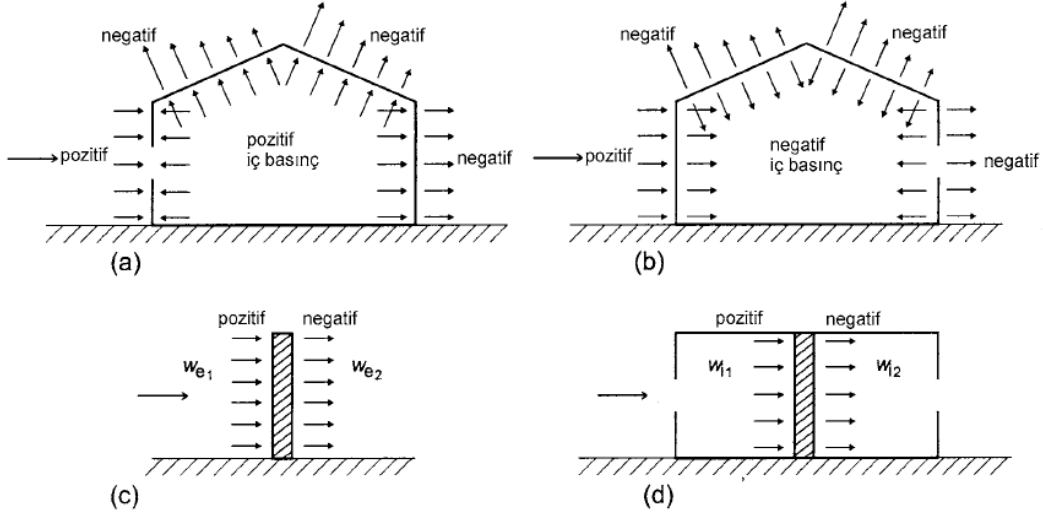 negatif
negatif
pozitif
pozitif
iç basınç
negatif
(a)
negatif
negatif
pozitif
negatif
iç basınç
negatif
(b)
pozitif
negatif
we1
we2
(c)
pozitif
negatif
wi1
wi2
(d)